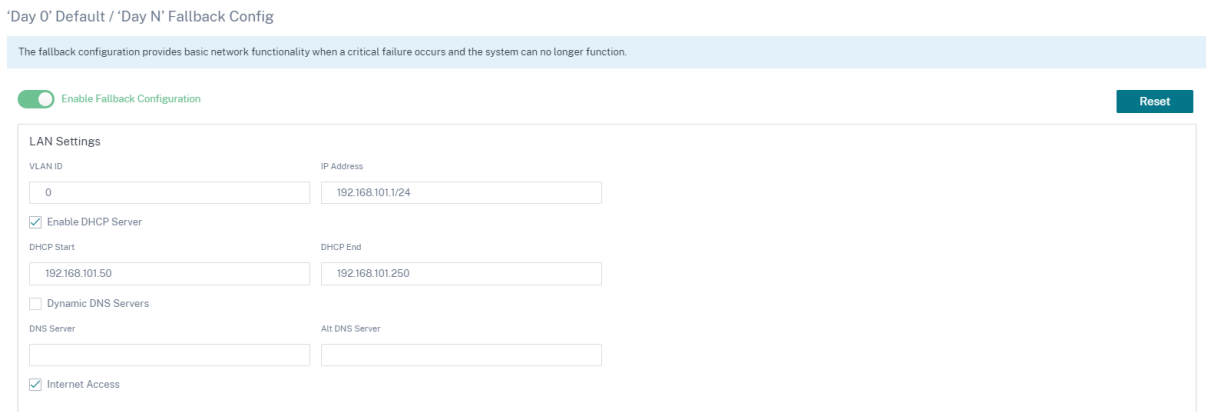 ‘Day 0’ Default / ‘Day N’ Fallback Config
The fallback configuration provides basic network functionality when a critical failure occurs and the system can no longer function.
Enable Fallback Configuration
Reset
LAN Settings
VLAN ID IP Address
0 192.168.101.1/24
Enable DHCP Server
DHCP Start DHCP End
192.168.101.50 192.168.101.250
Dynamic DNS Servers
DNS Server Alt DNS Server
Internet Access